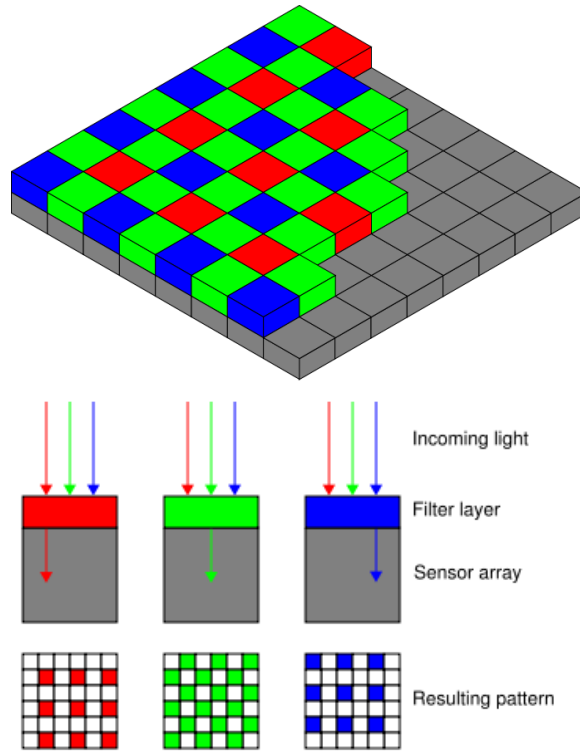 Incoming light
Filter layer
Sensor array
Resulting pattern